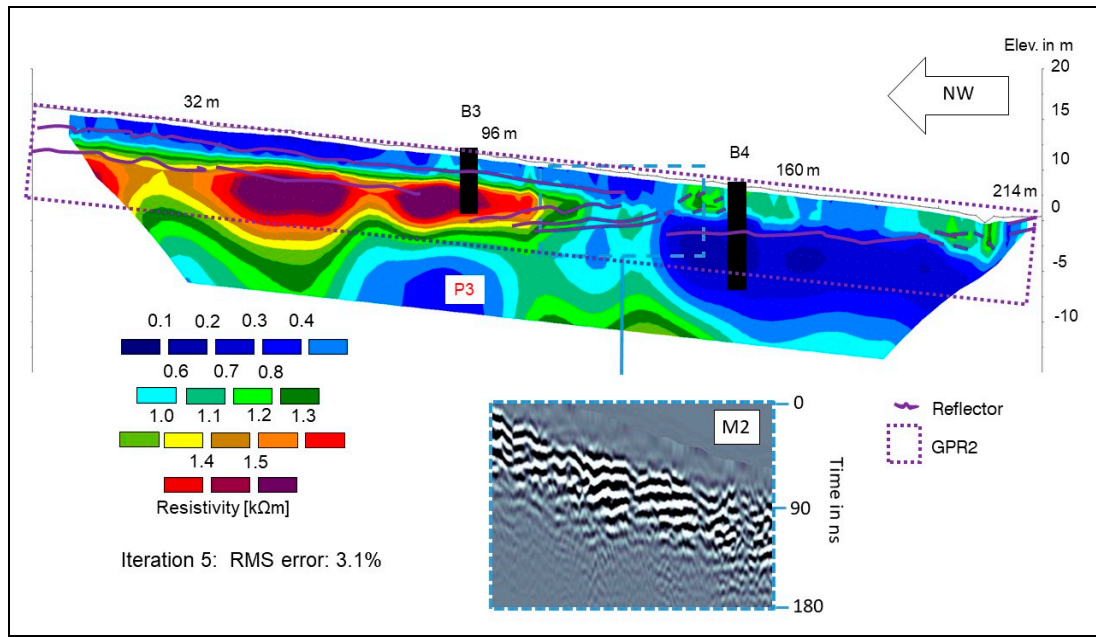 Elev. in m
20
NW
15
32 m
B3
96 m
10
B4
160 m
214 m
0
-5
P3
-10
0.1 0.2 0.3 0.4
0.6 0.7 0.8
1.0 1.1 1.2 1.3
1.4 1.5
Resistivity [kΩm]
Iteration 5: RMS error: 3.1%
M2
0
90
180
Time in ns
Reflector
GPR2